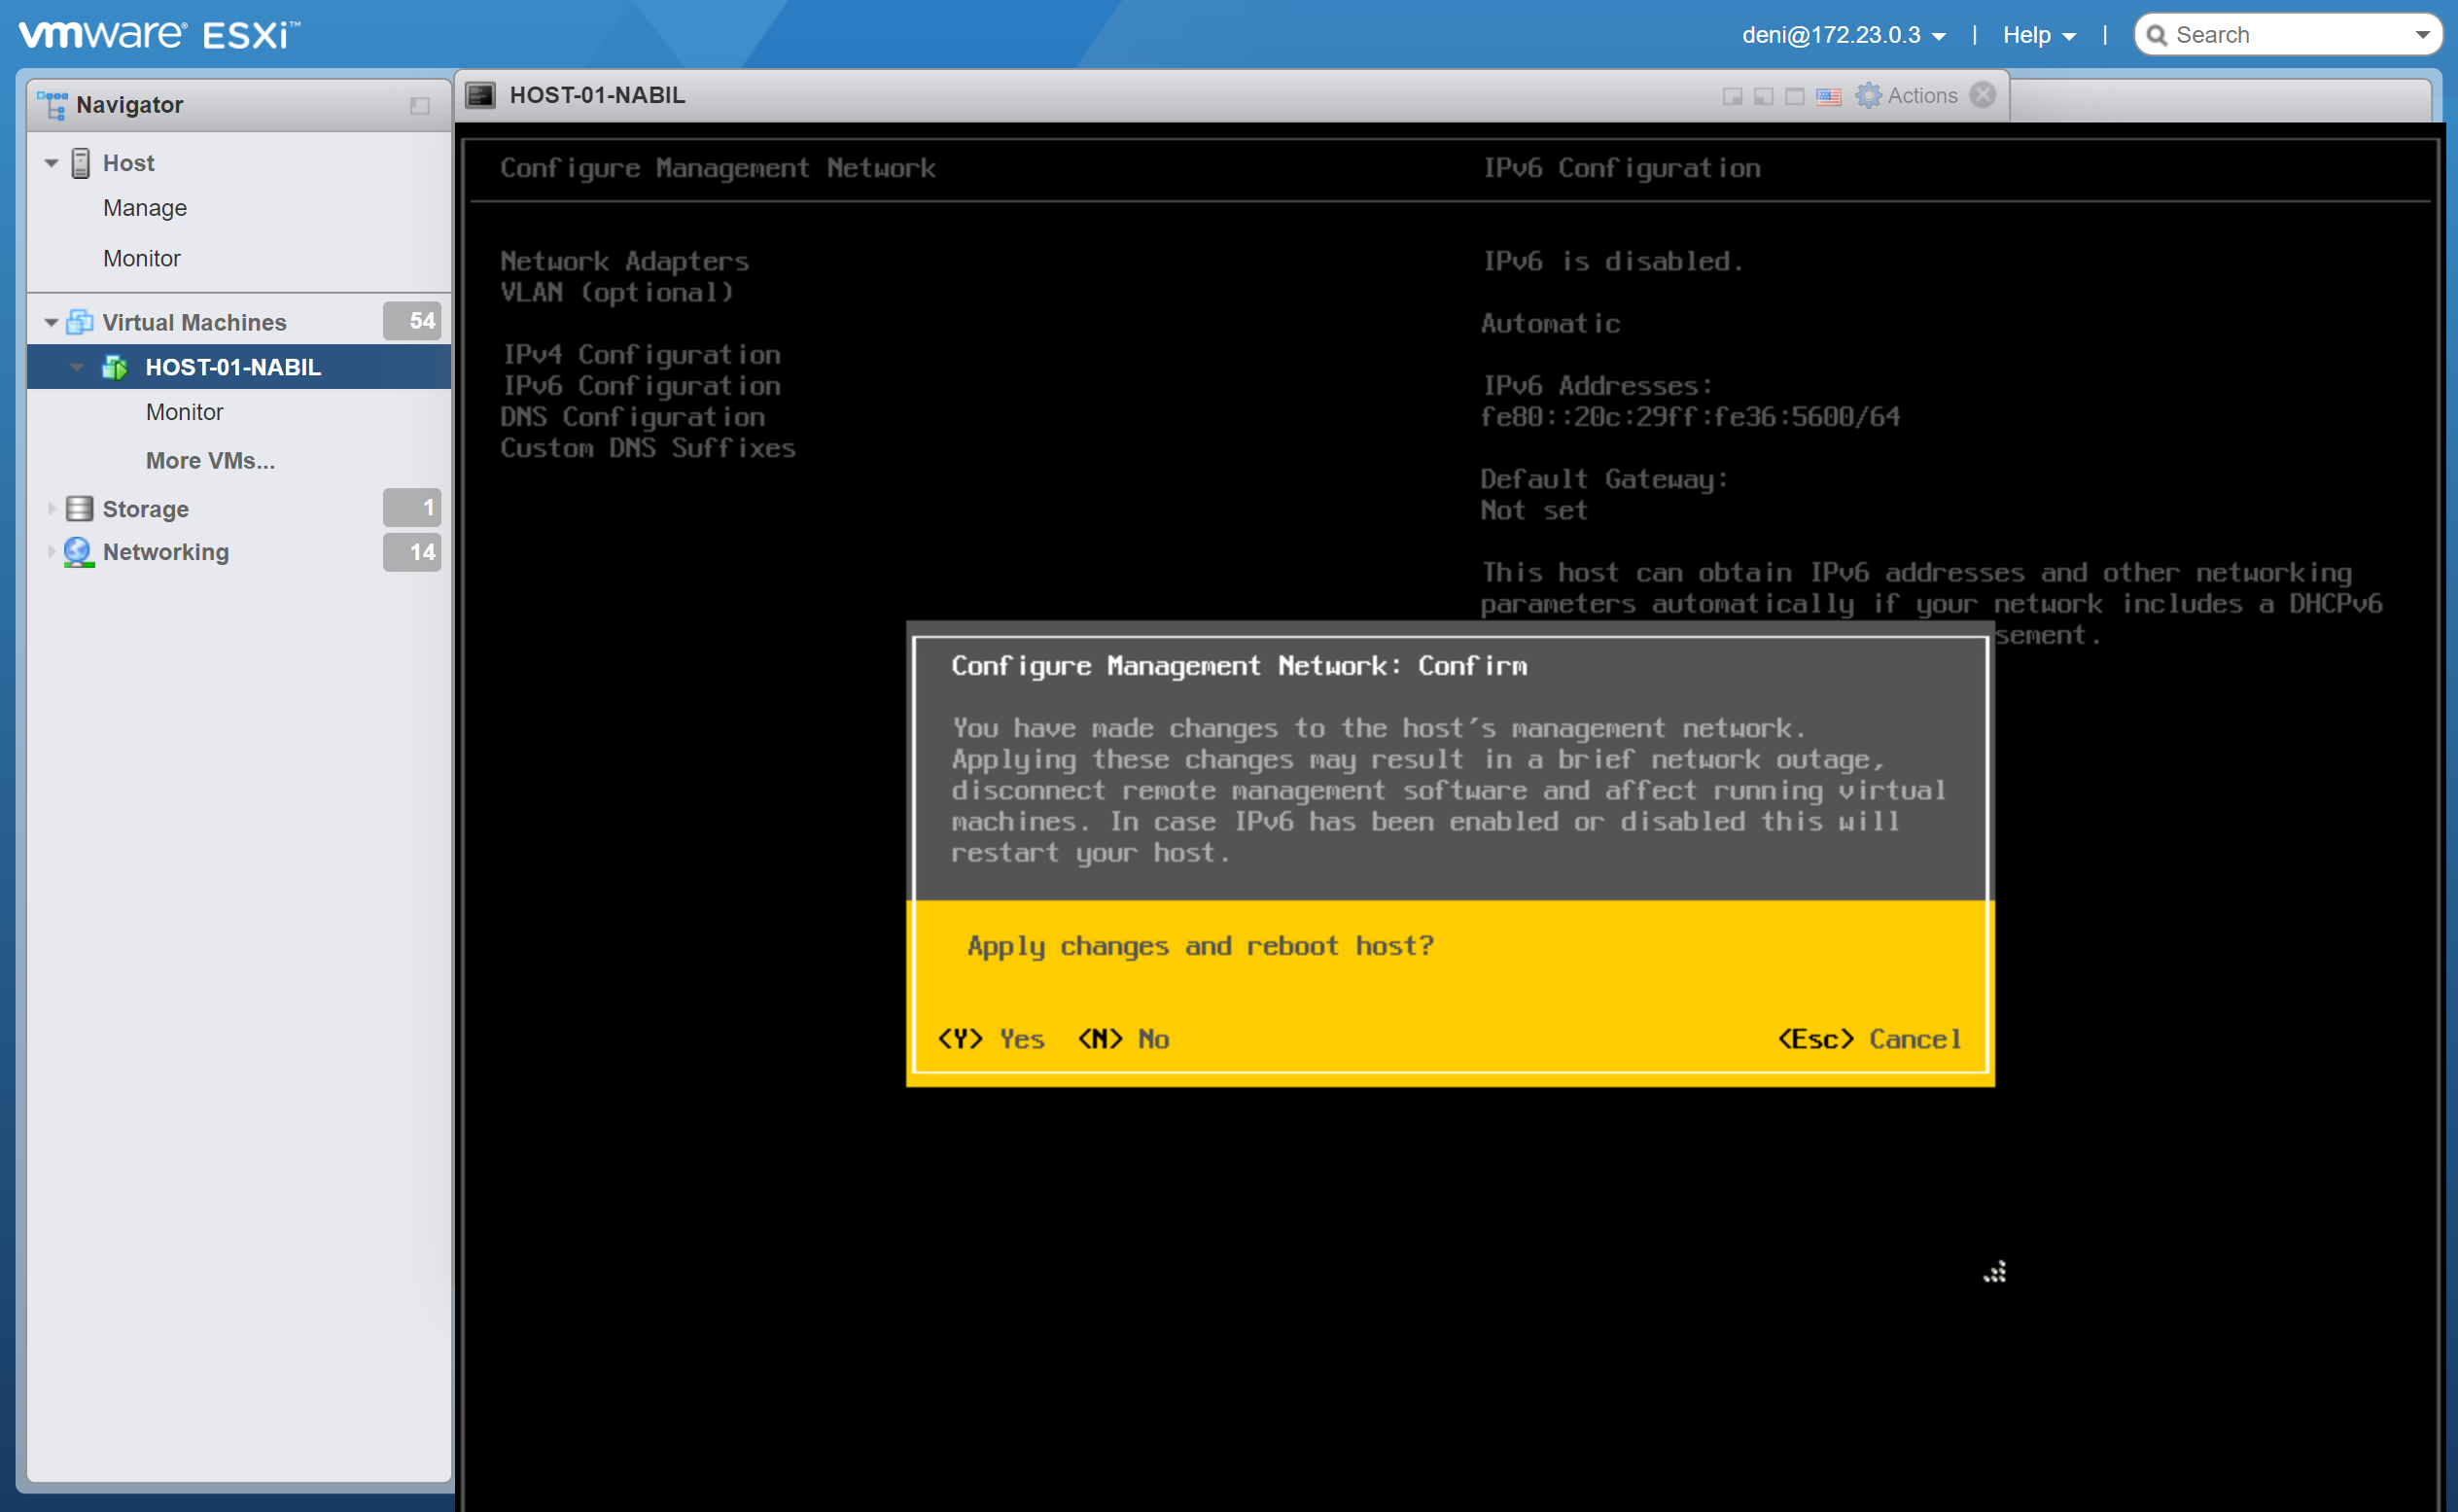 vmware® ESXi™
deni@172.23.0.3 | Help | Search
Navigator
Host
Manage
Monitor
Virtual Machines 54
HOST-01-NABIL
Monitor
More VMs...
Storage 1
Networking 14
HOST-01-NABIL
Actions
Configure Management Network
IPv6 Configuration
Network Adapters
VLAN (optional)
IPv4 Configuration
IPv6 Configuration
DNS Configuration
Custom DNS Suffixes
IPv6 is disabled.
Automatic
IPv6 Addresses:
fe80::20c:29ff:fe36:5600/64
Default Gateway:
Not set
This host can obtain IPv6 addresses and other networking
parameters automatically if your network includes a DHCPv6
sement.
Configure Management Network: Confirm
You have made changes to the host's management network.
Applying these changes may result in a brief network outage,
disconnect remote management software and affect running virtual
machines. In case IPv6 has been enabled or disabled this will
restart your host.
Apply changes and reboot host?
<Y> Yes <N> No <Esc> Cancel